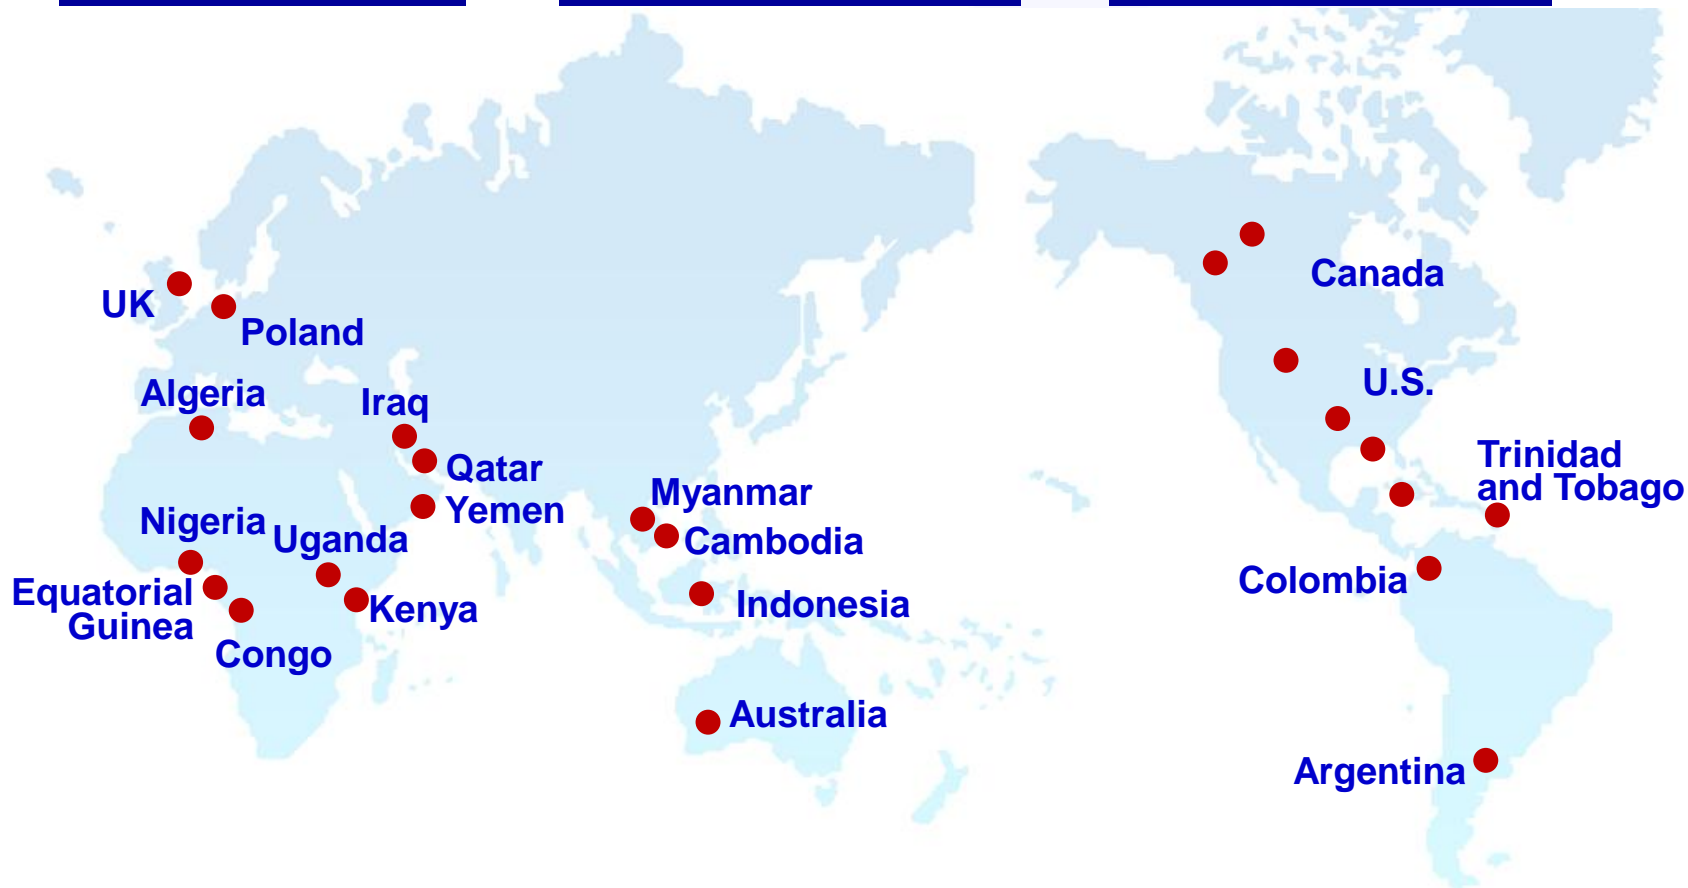 Canada
UK
Poland
U.S.
Algeria
Iraq
Trinidad
and Tobago
Qatar
Myanmar
Yemen
Nigeria
Uganda
Cambodia
Colombia
Equatorial
Guinea
Kenya
Indonesia
Congo
Australia
Argentina